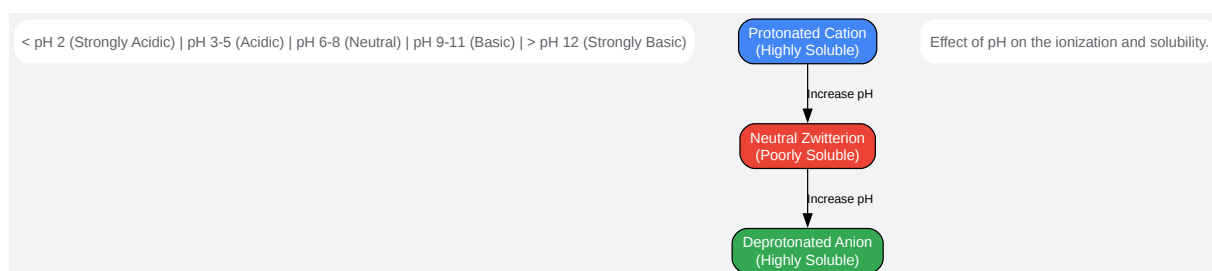 < pH 2 (Strongly Acidic) | pH 3-5 (Acidic) | pH 6-8 (Neutral) | pH 9-11 (Basic) | > pH 12 (Strongly Basic)
Protonated Cation
(Highly Soluble)
Effect of pH on the ionization and solubility.
Increase pH
Neutral Zwitterion
(Poorly Soluble)
Increase pH
Deprotonated Anion
(Highly Soluble)